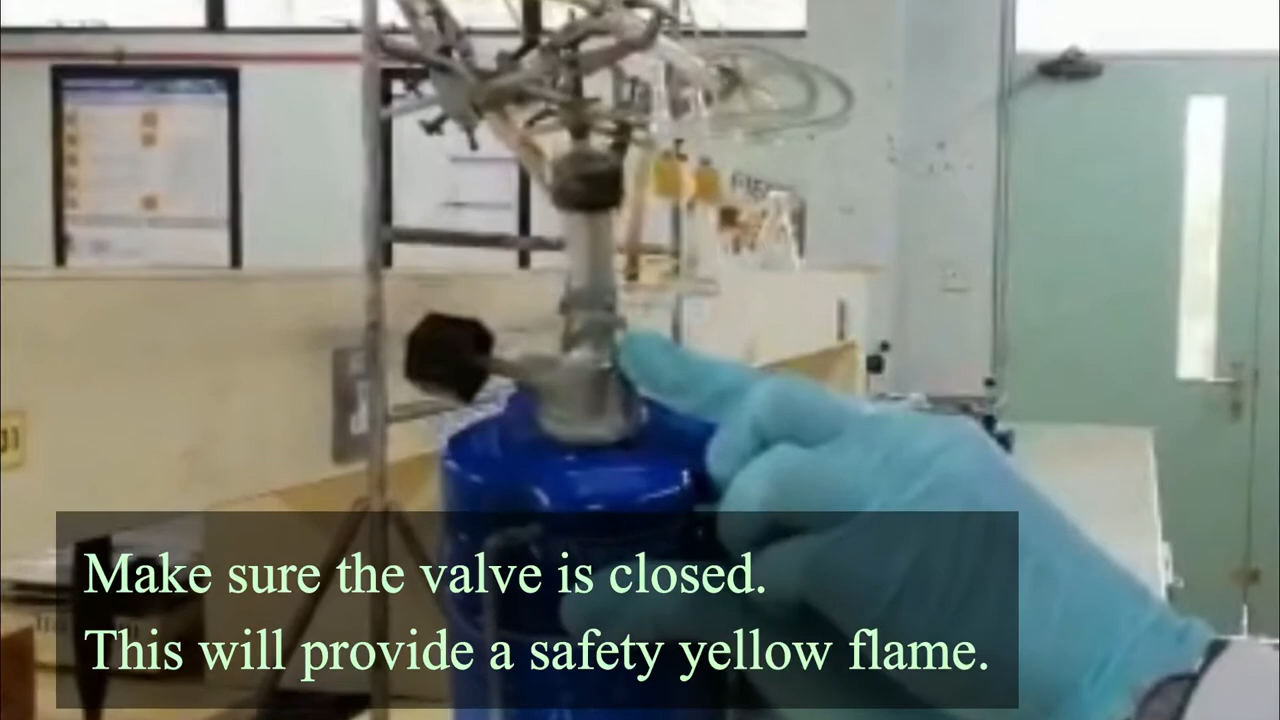 Make sure the valve is closed.
This will provide a safety yellow flame.